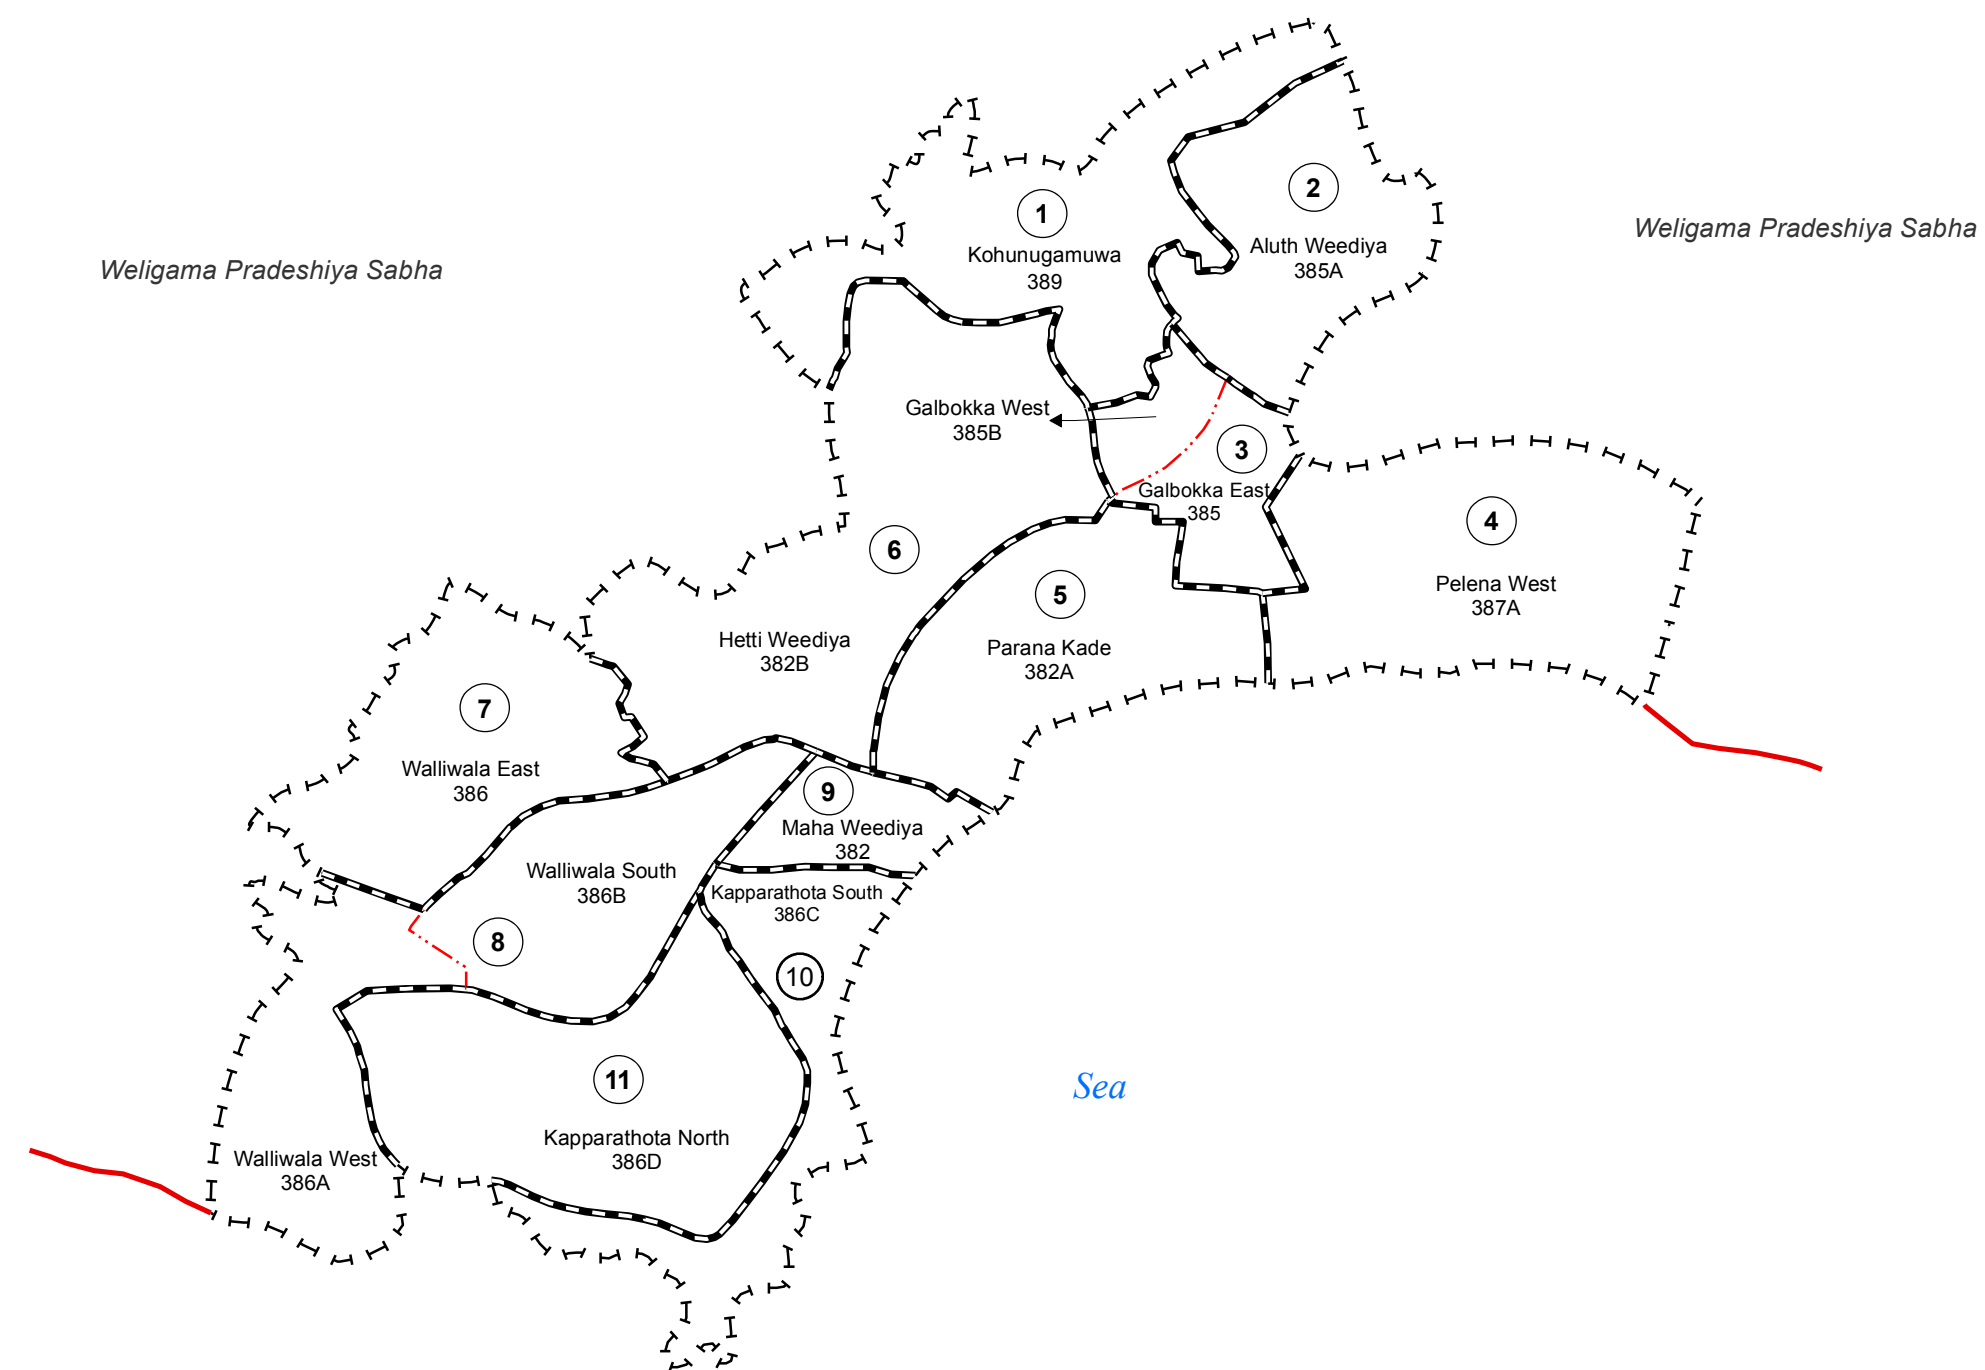 1
Kohunugamuwa
389
2
Aluth Weediya
385A
Weligama Pradeshiya Sabha
Weligama Pradeshiya Sabha
Galbokka West
385B
3
Galbokka East
385
4
Pelena West
387A
6
Hetti Weediya
382B
5
Parana Kade
382A
7
Walliwala East
386
9
Maha Weediya
382
Walliwala South
386B
8
Kapparathota South
386C
10
11
Kapparathota North
386D
Walliwala West
386A
Sea